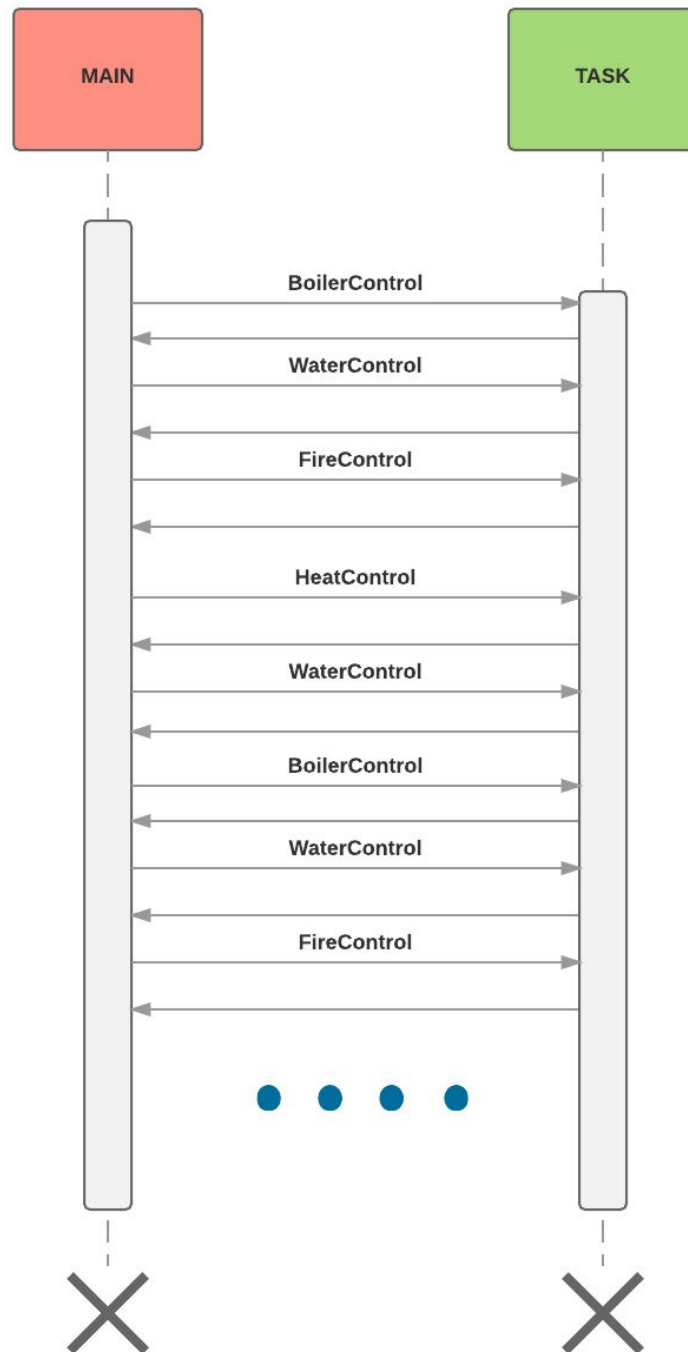 MAIN
TASK
BoilerControl
WaterControl
FireControl
HeatControl
WaterControl
BoilerControl
WaterControl
FireControl